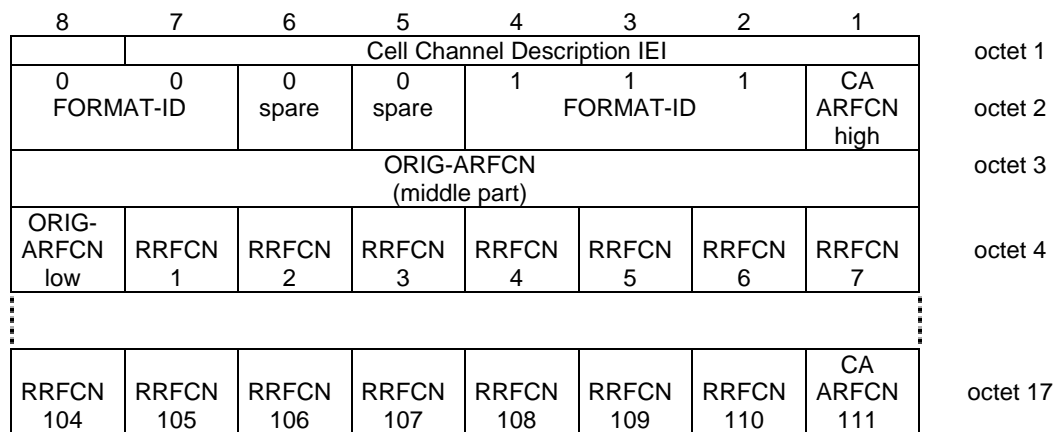 8 7 6 5 4 3 2 1
Cell Channel Description IEI octet 1
0 0 0 0 1 1 1 CA
FORMAT-ID spare spare FORMAT-ID ARFCN octet 2
high
ORIG-ARFCN octet 3
(middle part)
ORIG-
ARFCN RRFCN RRFCN RRFCN RRFCN RRFCN RRFCN RRFCN octet 4
low 1 2 3 4 5 6 7
CA
RRFCN RRFCN RRFCN RRFCN RRFCN RRFCN RRFCN ARFCN octet 17
104 105 106 107 108 109 110 111